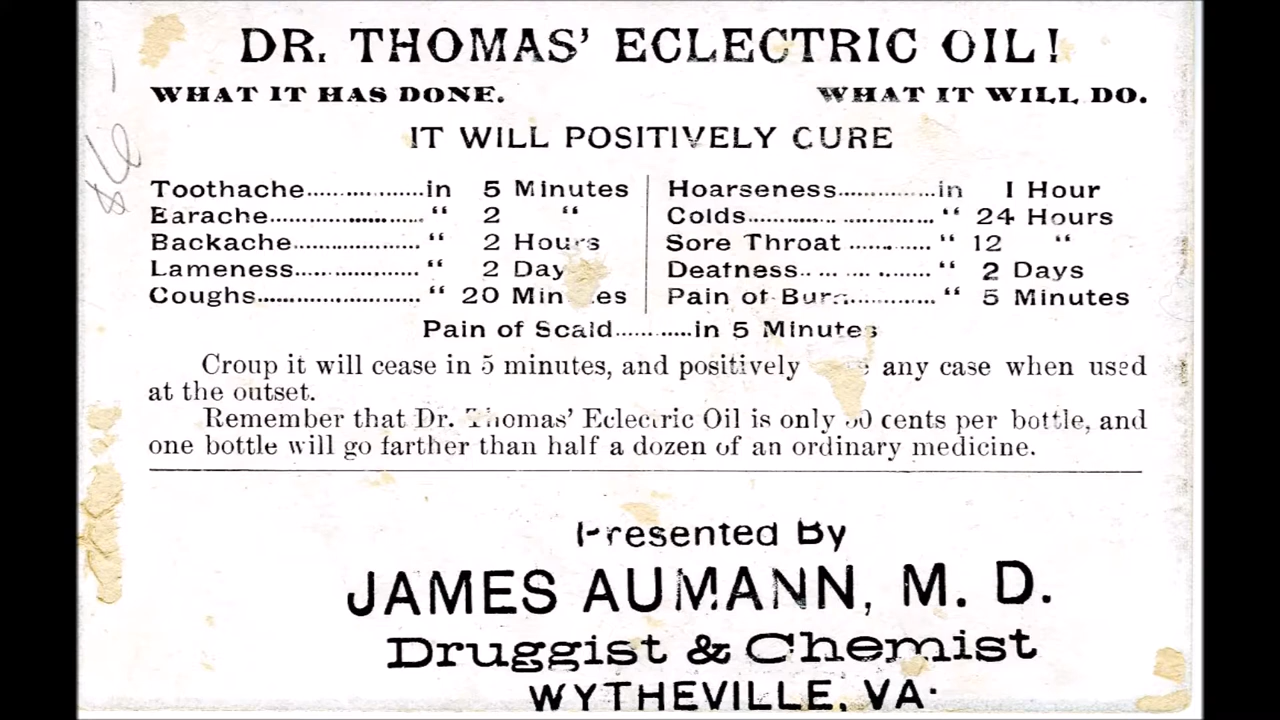 DR. THOMAS' ECLECTRIC OIL!
WHAT IT HAS DONE. WHAT IT WILL DO.
IT WILL POSITIVELY CURE
Toothache..................in 5 Minutes
Earache....................... “ 2 “
Backache................... “ 2 Hours
Lameness................... “ 2 Day
Coughs........................ “ 20 Minutes
Hoarseness...............in 1 Hour
Colds........................... “ 24 Hours
Sore Throat ............ “ 12 “
Deafness................... “ 2 Days
Pain of Burn............. “ 5 Minutes
Pain of Scald............in 5 Minutes
Croup it will cease in 5 minutes, and positively any case when used
at the outset.
Remember that Dr. Thomas' Eclectric Oil is only 50 cents per bottle, and
one bottle will go farther than half a dozen of an ordinary medicine.
Presented By
JAMES AUMANN, M. D.
Druggist & Chemist
WYTHEVILLE, VA.